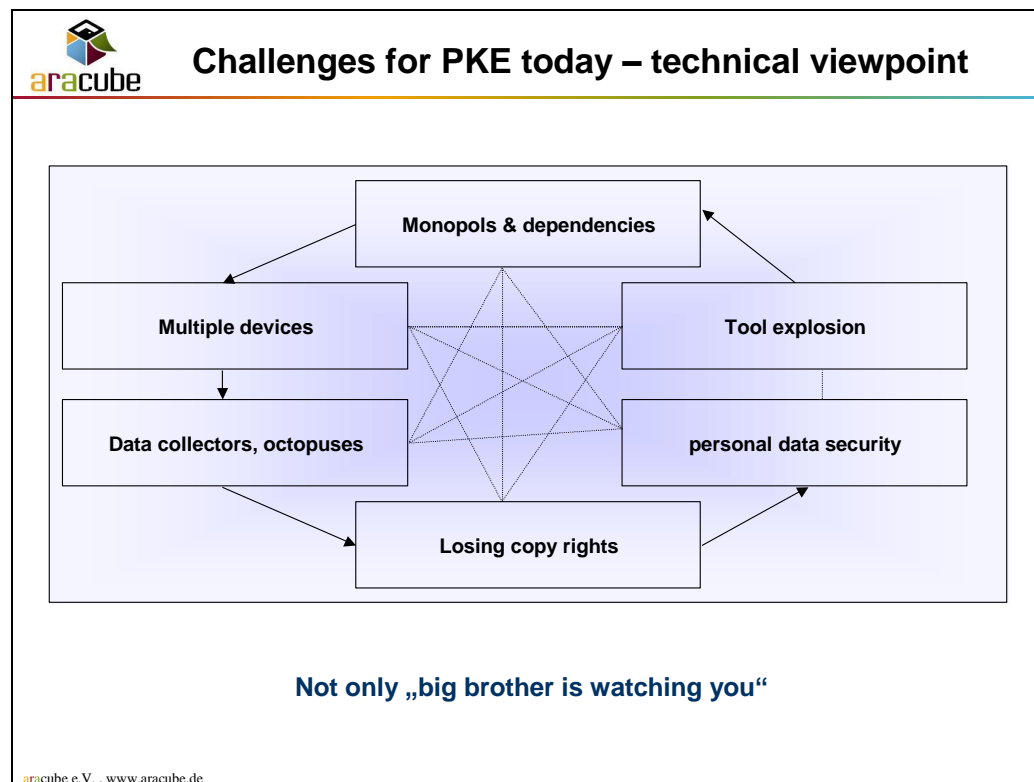 aracube
Challenges for PKE today – technical viewpoint
Monopols & dependencies
Multiple devices
Tool explosion
Data collectors, octopuses
personal data security
Losing copy rights
Not only „big brother is watching you“
aracube e.V. , www.aracube.de